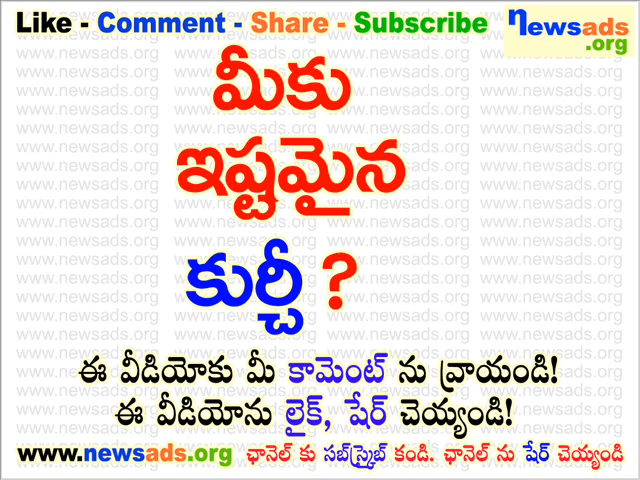 Like - Comment - Share - Subscribe
newsads
.org
మీకు
ఇష్టమైన
కుర్చీ ?
ఈ వీడియోకు మీ కామెంట్ ను వ్రాయండి!
ఈ వీడియోను లైక్, షేర్ చెయ్యండి!
www.newsads.org ఛానెల్ కు సబ్‌స్క్రైబ్ కండి. ఛానెల్ ను షేర్ చెయ్యండి